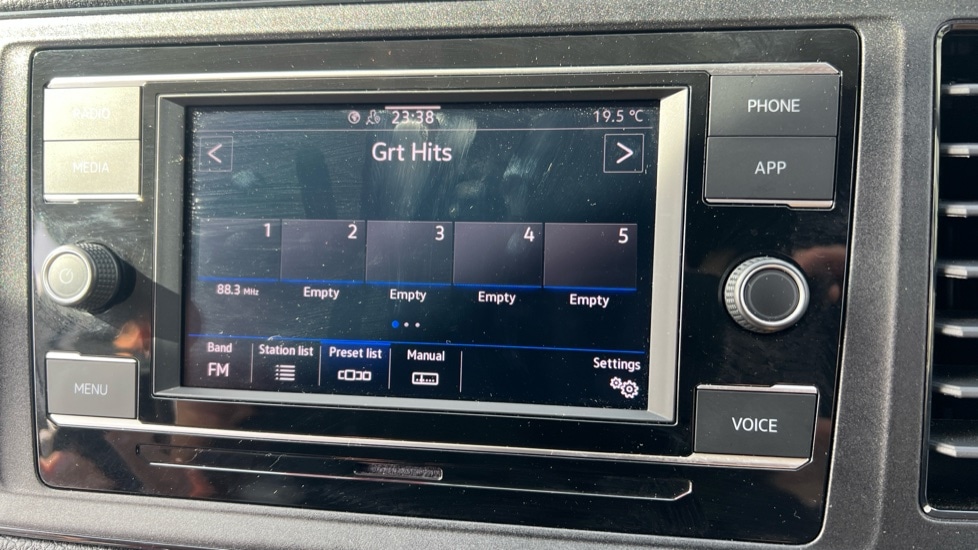 RADIO
MEDIA
MENU
23:38
19.5 °C
<
Grt Hits
>
1 2 3 4 5
88.3 MHz Empty Empty Empty Empty
Band Station list Preset list Manual Settings
FM
PHONE
APP
VOICE